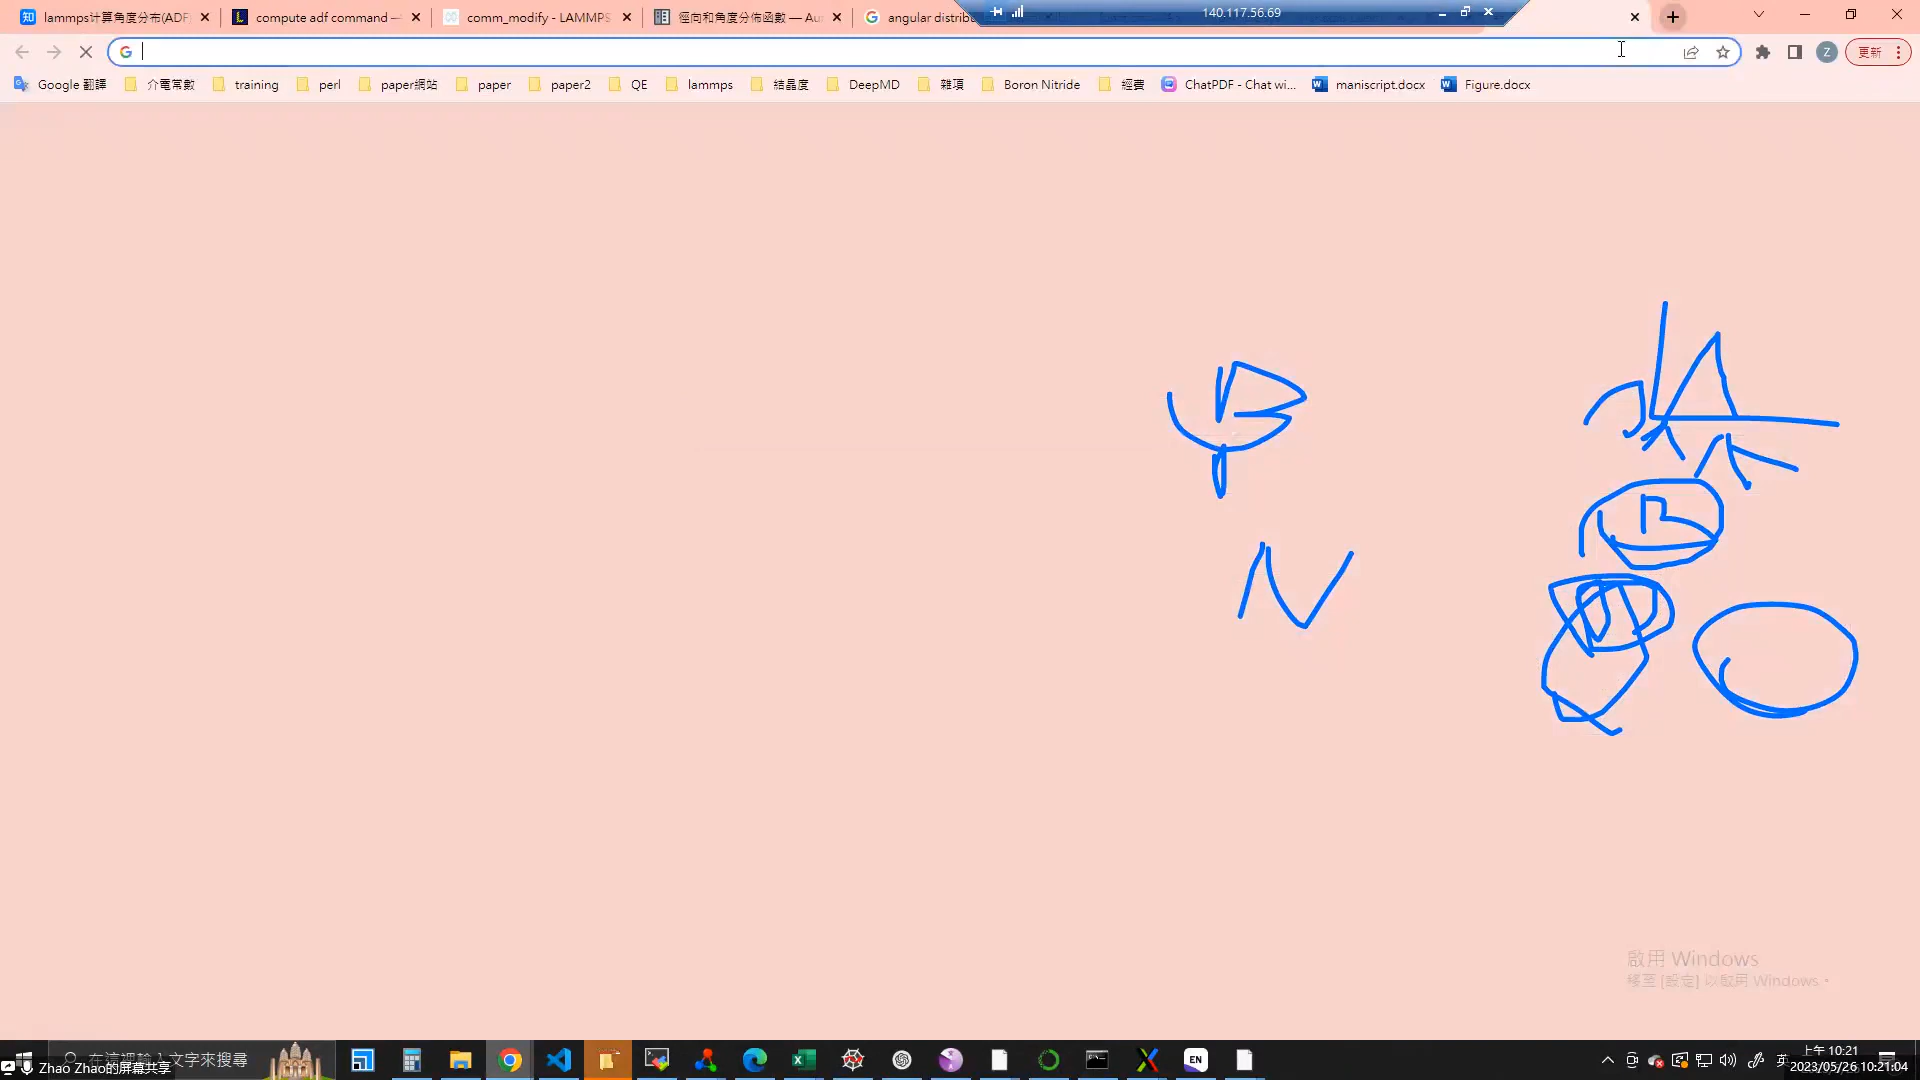 lammps计算角度分布(ADF
compute adf command —
comm_modify - LAMMPS
徑向和角度分佈函數 — Au
angular distribu
140.117.56.69
Z
更新
Google 翻譯
介電常數
training
perl
paper網站
paper
paper2
QE
lammps
結晶度
DeepMD
雜項
Boron Nitride
經費
ChatPDF - Chat wi...
maniscript.docx
Figure.docx
B
N
啟用 Windows
移至 [設定] 以啟用 Windows。
在這裡輸入文字來搜尋
Zhao Zhao的屏幕共享
EN
英
上午 10:21
2023/05/26 10:21:04